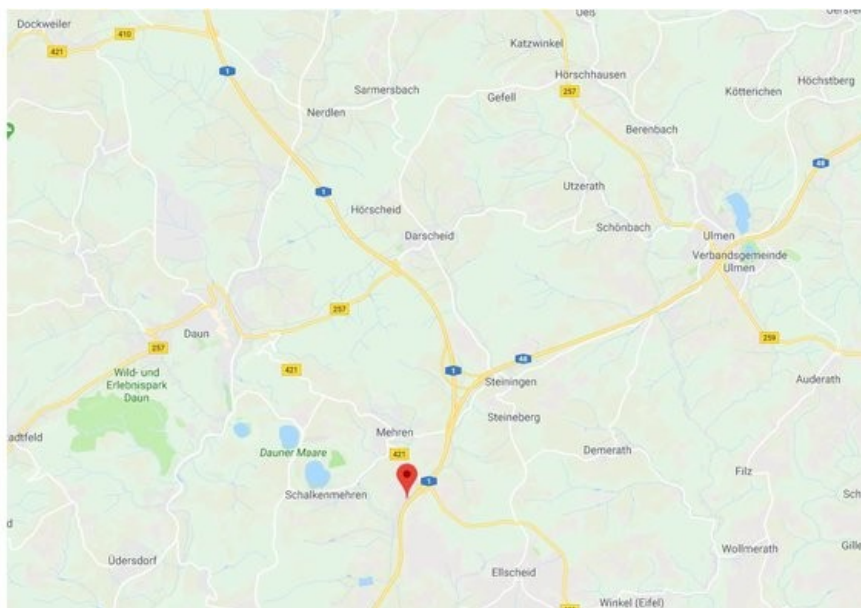 Dockweiler
410
421
1
Sarmersbach
Nerdlen
Ueß
Katzwinkel
Hörschhausen
Gefell
257
Kötterichen
Höchstberg
Berenbach
48
1
Utzerath
Hörscheid
Schönbach
Darscheid
Ulmen
Verbandsgemeinde
Ulmen
257
259
Daun
257
48
1
421
Steiningen
Auderath
Wild- und
Erlebnispark
Daun
Steineberg
Mehren
421
Dauner Maare
Demerath
Filz
1
Schalkenmehren
Üdersdorf
Wollmerath
Ellscheid
Winkel (Eifel)